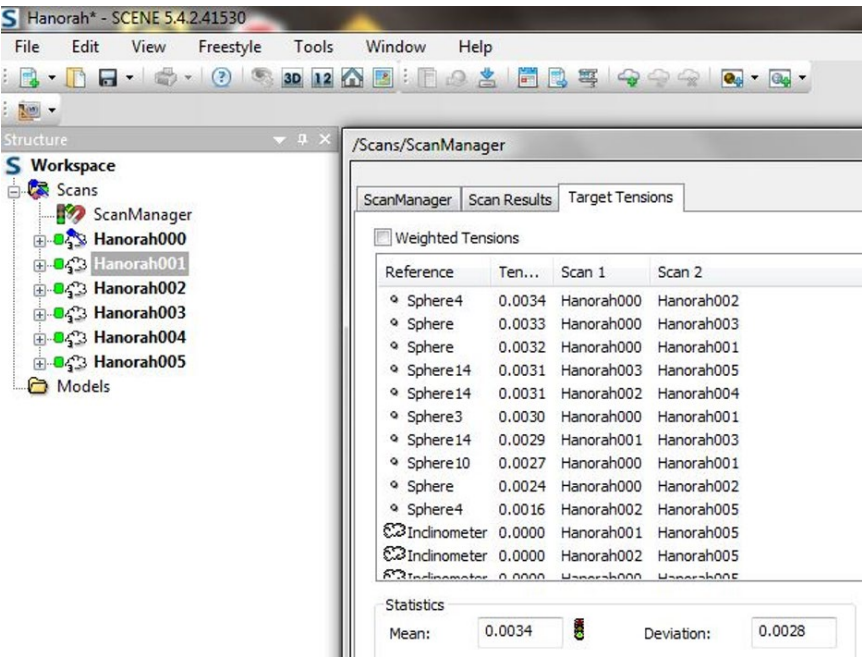 Hanorah* - SCENE 5.4.2.41530
File Edit View Freestyle Tools Window Help
3D 12
Structure
S Workspace
Scans
ScanManager
Hanorah000
Hanorah001
Hanorah002
Hanorah003
Hanorah004
Hanorah005
Models
/Scans/ScanManager
ScanManager Scan Results Target Tensions
Weighted Tensions
Reference Ten... Scan 1 Scan 2
Sphere4 0.0034 Hanorah000 Hanorah002
Sphere 0.0033 Hanorah000 Hanorah003
Sphere 0.0032 Hanorah000 Hanorah001
Sphere14 0.0031 Hanorah003 Hanorah005
Sphere14 0.0031 Hanorah002 Hanorah004
Sphere3 0.0030 Hanorah000 Hanorah001
Sphere14 0.0029 Hanorah001 Hanorah003
Sphere10 0.0027 Hanorah000 Hanorah001
Sphere 0.0024 Hanorah000 Hanorah002
Sphere4 0.0016 Hanorah002 Hanorah005
Inclinometer 0.0000 Hanorah001 Hanorah005
Inclinometer 0.0000 Hanorah002 Hanorah005
Inclinometer 0.0000 Hanorah000 Hanorah005
Statistics
Mean: 0.0034 Deviation: 0.0028